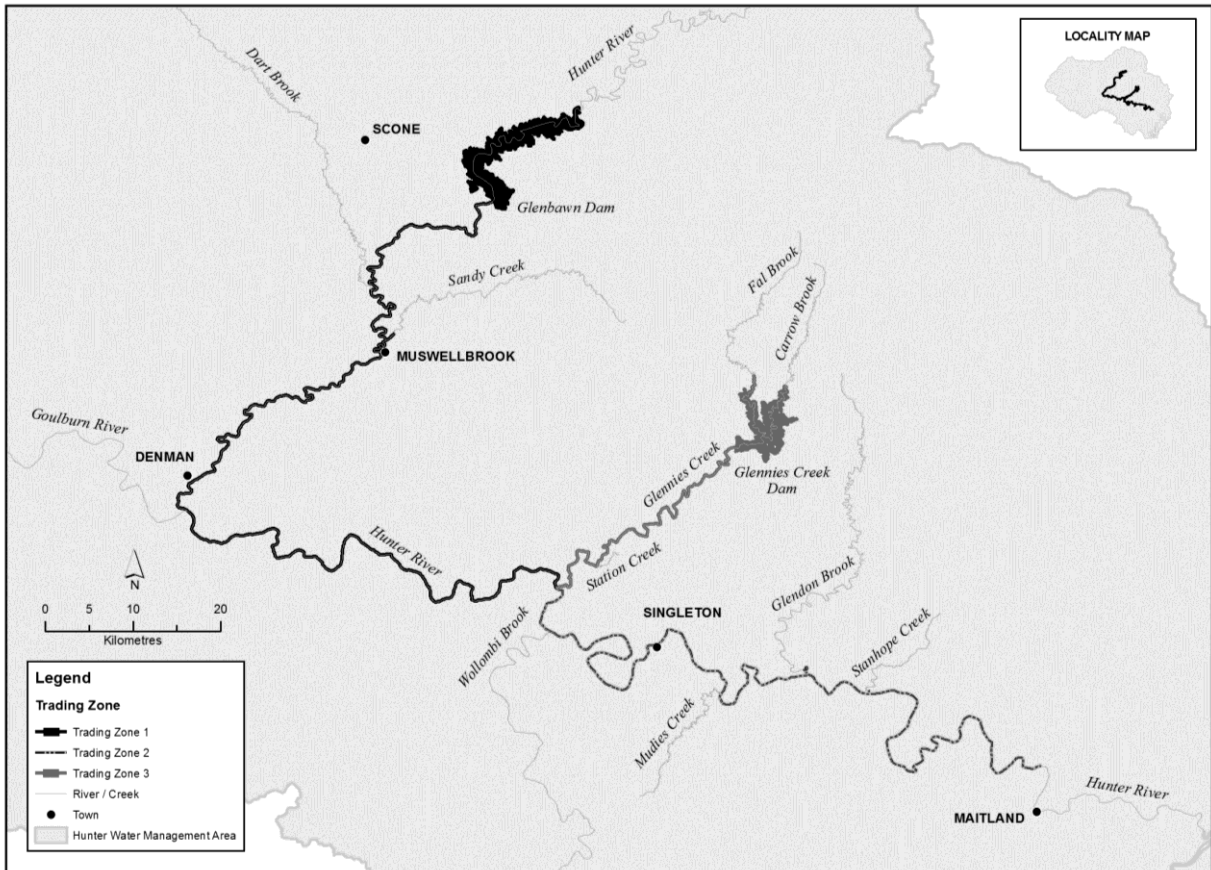 LOCALITY MAP
Hunter River
Dart Brook
SCONE
Glenbawn Dam
Sandy Creek
Fal Brook
Carrow Brook
MUSWELLBROOK
Goulburn River
DENMAN
Glennies Creek
Glennies Creek
Dam
Hunter River
Station Creek
N
0 5 10 20
Kilometres
Wollombi Brook
SINGLETON
Glendon Brook
Stanhope Creek
Mudies Creek
Hunter River
MAITLAND
Legend
Trading Zone
Trading Zone 1
Trading Zone 2
Trading Zone 3
River / Creek
Town
Hunter Water Management Area